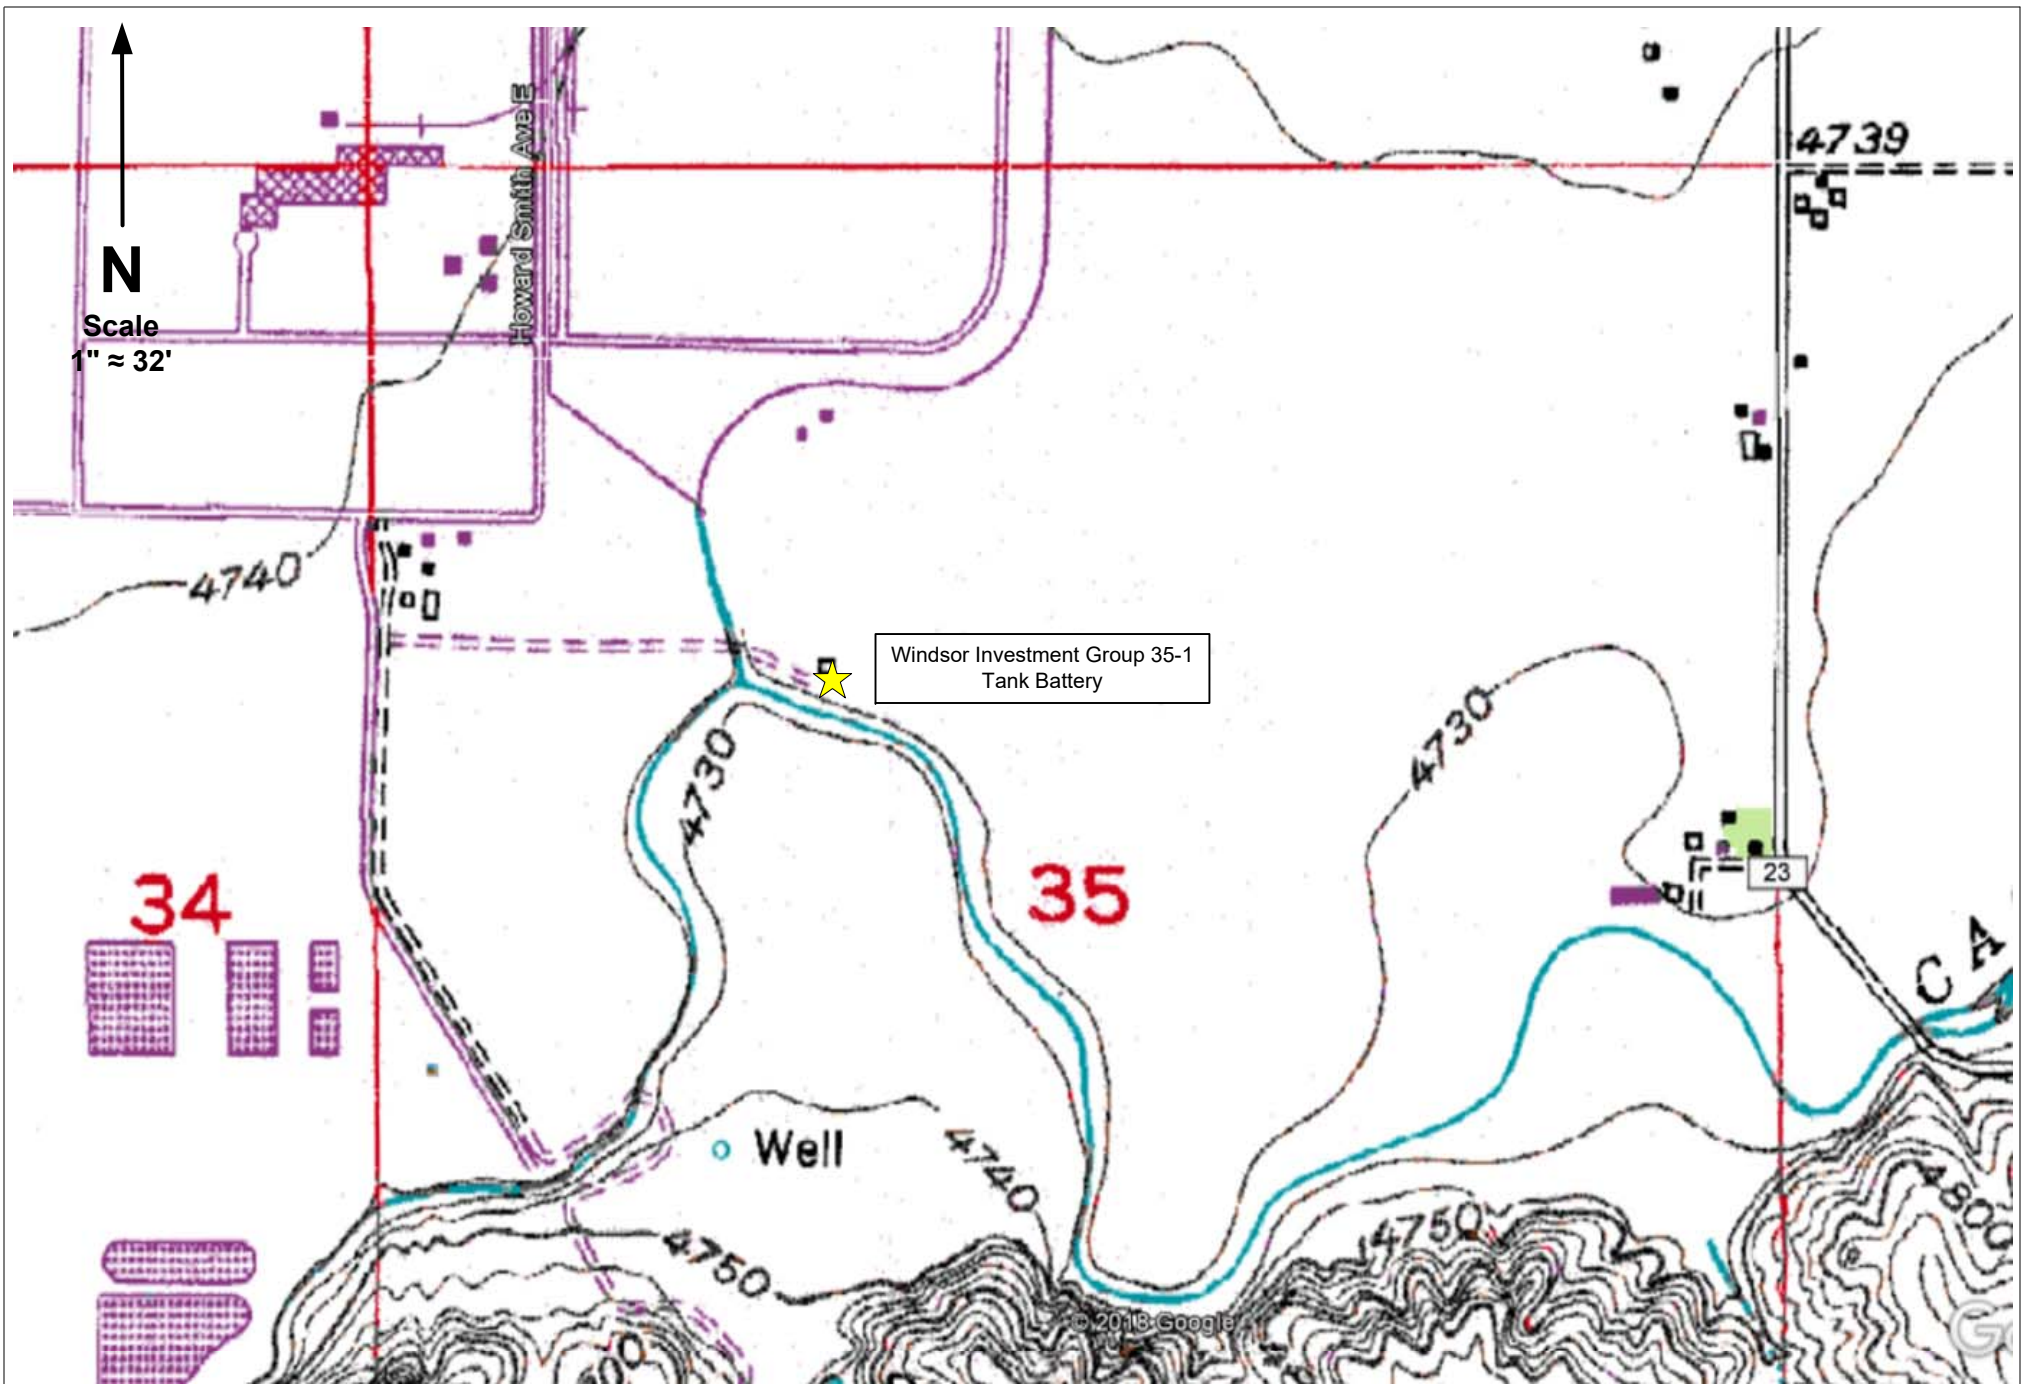 N
Scale
1" ≈ 32'
Howard Smith Ave E
4739
4740
Windsor Investment Group 35-1
Tank Battery
4730
4730
34
35
23
CA
Well
4740
4750
4750
4800
© 2018 Google